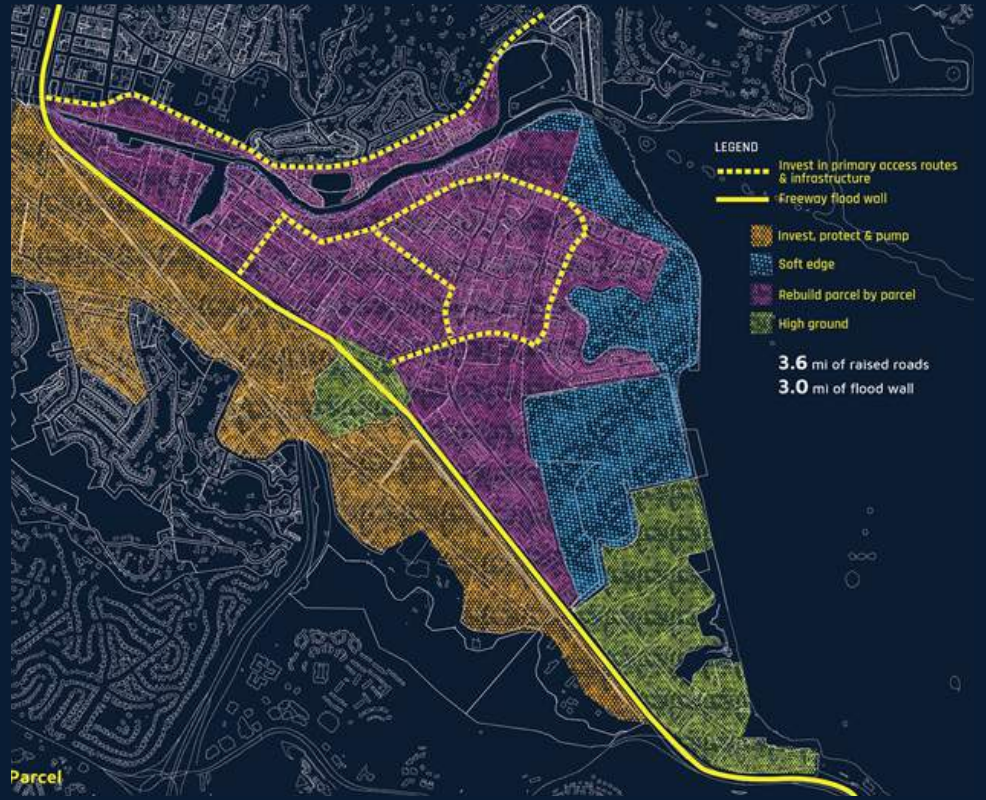 LEGEND
Invest in primary access routes
& infrastructure
Freeway flood wall
Invest, protect & pump
Soft edge
Rebuild parcel by parcel
High ground
3.6 mi of raised roads
3.0 mi of flood wall
Parcel